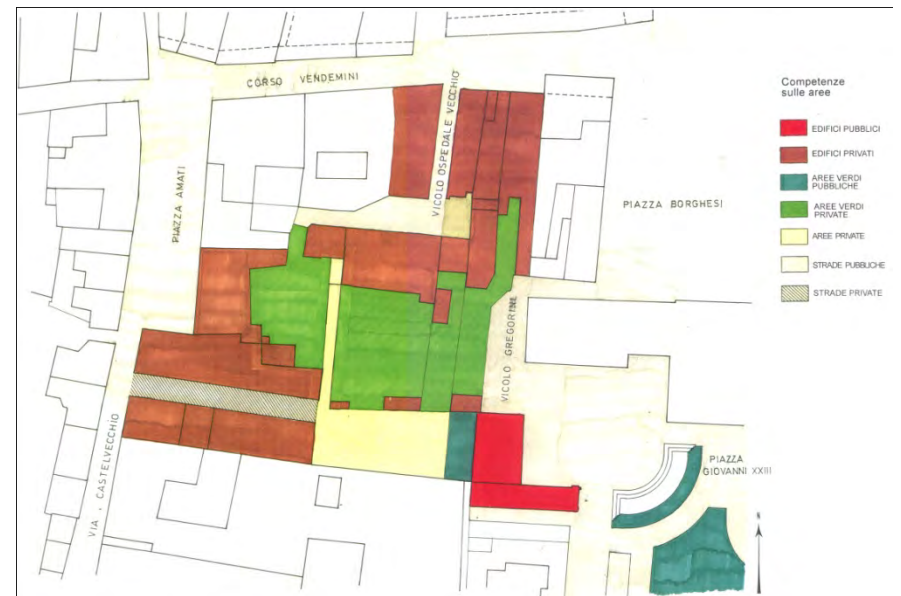 CORSO VENDEMINI
VICOLO OSPEDALE VECCHIO
PIAZZA AMATI
PIAZZA BORGHESI
VICOLO GREGORINI
VIA . CASTELVECCHIO
PIAZZA
GIOVANNI XXIII
N
Competenze
sulle aree
EDIFICI PUBBLICI
EDIFICI PRIVATI
AREE VERDI
PUBBLICHE
AREE VERDI
PRIVATE
AREE PRIVATE
STRADE PUBBLICHE
STRADE PRIVATE